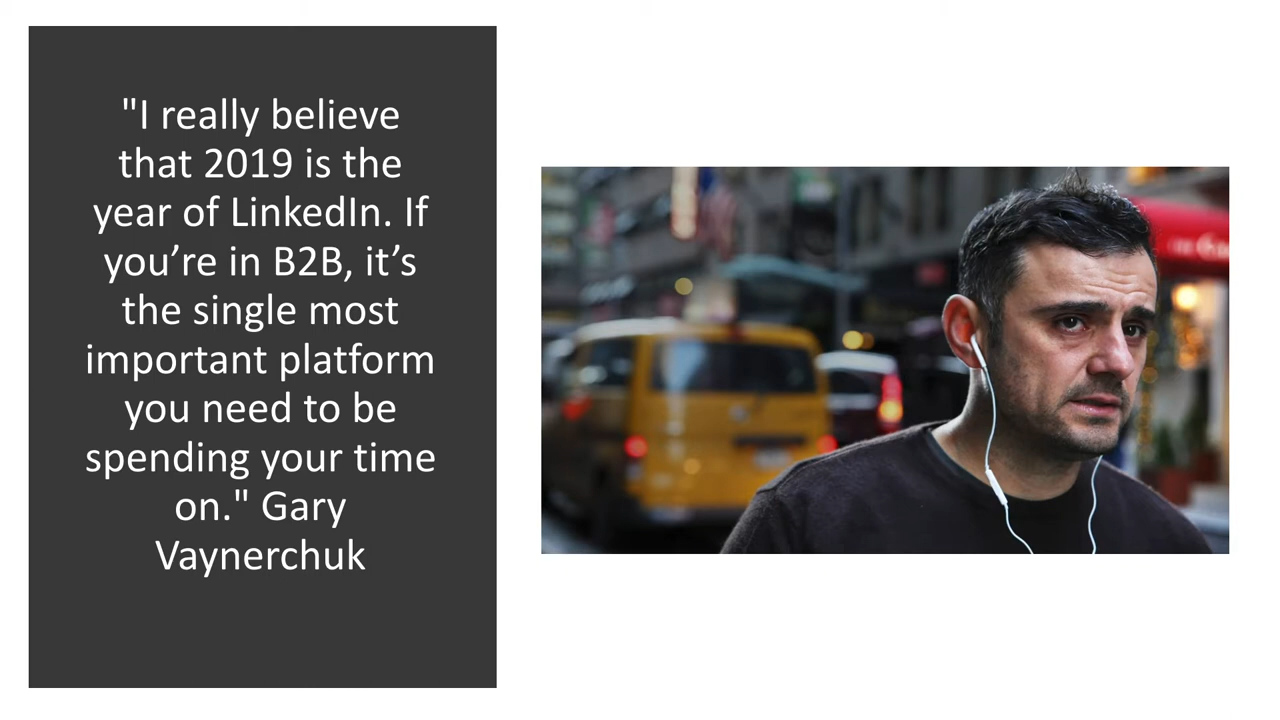 "I really believe
that 2019 is the
year of LinkedIn. If
you’re in B2B, it’s
the single most
important platform
you need to be
spending your time
on." Gary
Vaynerchuk